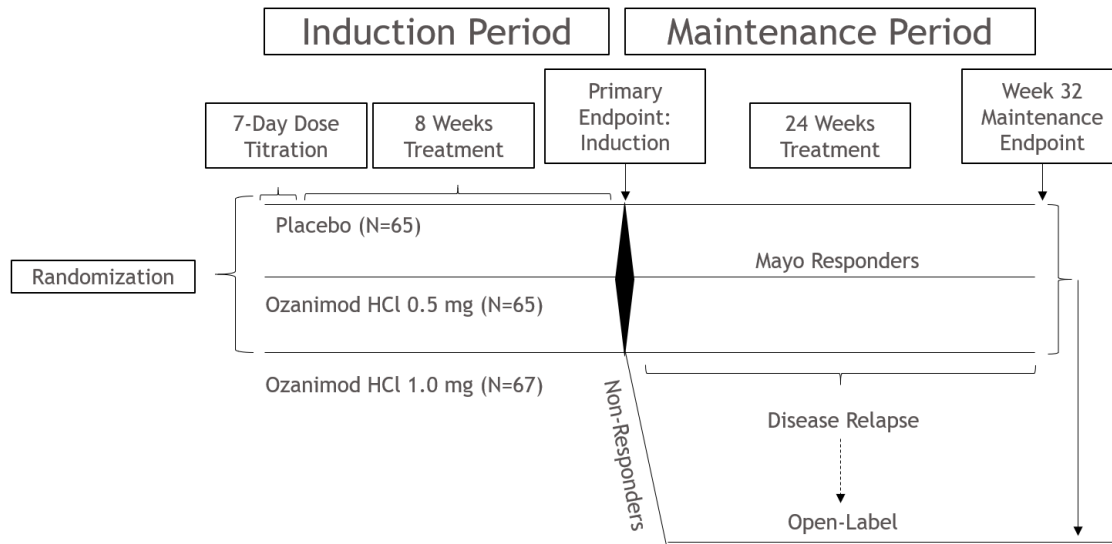 Induction Period
Maintenance Period
7-Day Dose
Titration
8 Weeks
Treatment
Primary
Endpoint:
Induction
24 Weeks
Treatment
Week 32
Maintenance
Endpoint
Randomization
Placebo (N=65)
Ozanimod HCl 0.5 mg (N=65)
Ozanimod HCl 1.0 mg (N=67)
Mayo Responders
Non-Responders
Disease Relapse
Open-Label